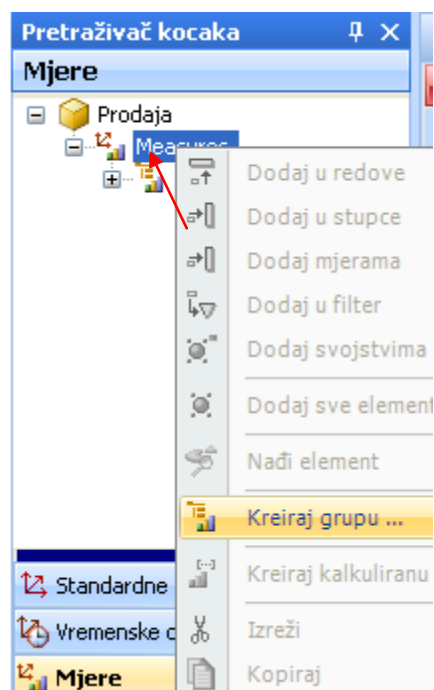 Pretraživač kocaka
Mjere
Prodaja
Measures
Dodaj u redove
Dodaj u stupce
Dodaj mjerama
Dodaj u filter
Dodaj svojstvima
Dodaj sve element
Nađi element
Kreiraj grupu ...
Kreiraj kalkuliranu
Standardne
Izreži
Vremenske d
Kopiraj
Mjere